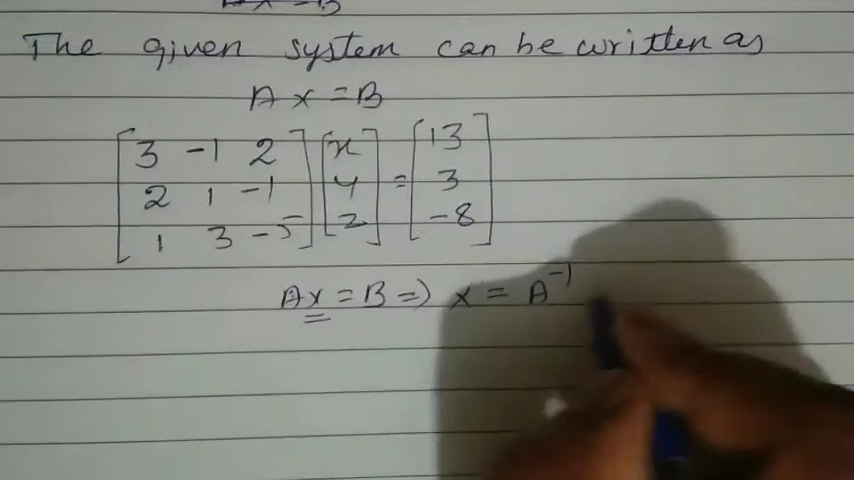 Ax = B
The given system can be written as
Ax = B
[3 -1 2] [x] = [13]
[2 1 -1] [y] [3]
[1 3 -5] [z] [-8]
Ax = B => x = A⁻¹